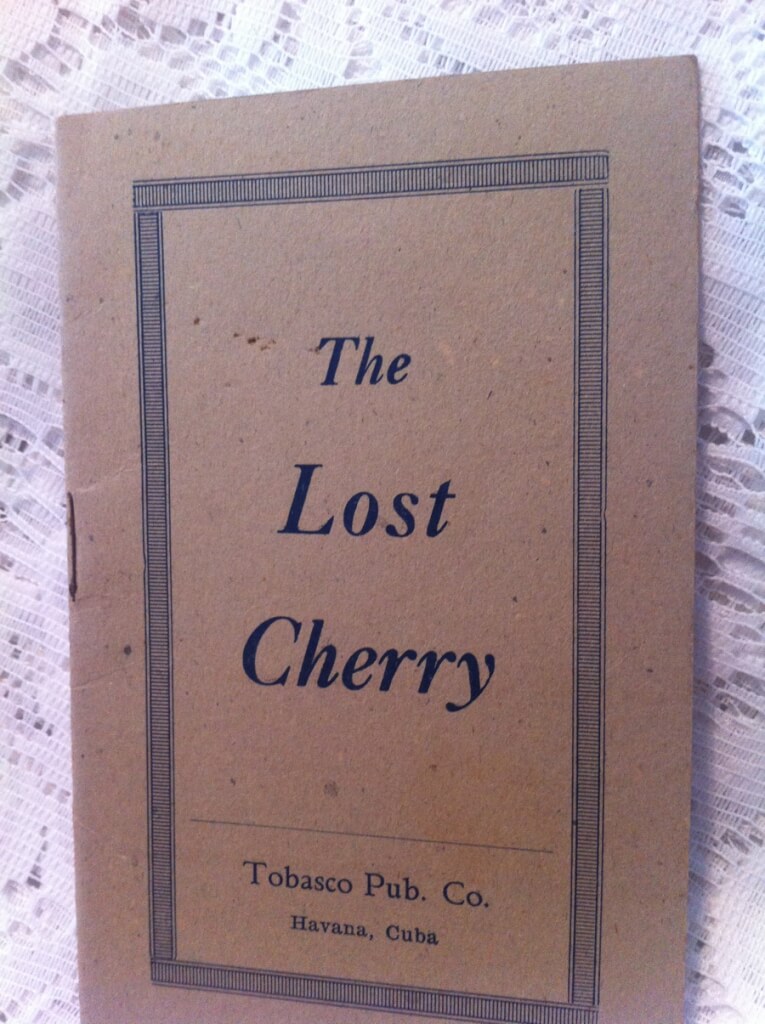 The
Lost
Cherry
Tobasco Pub. Co.
Havana, Cuba